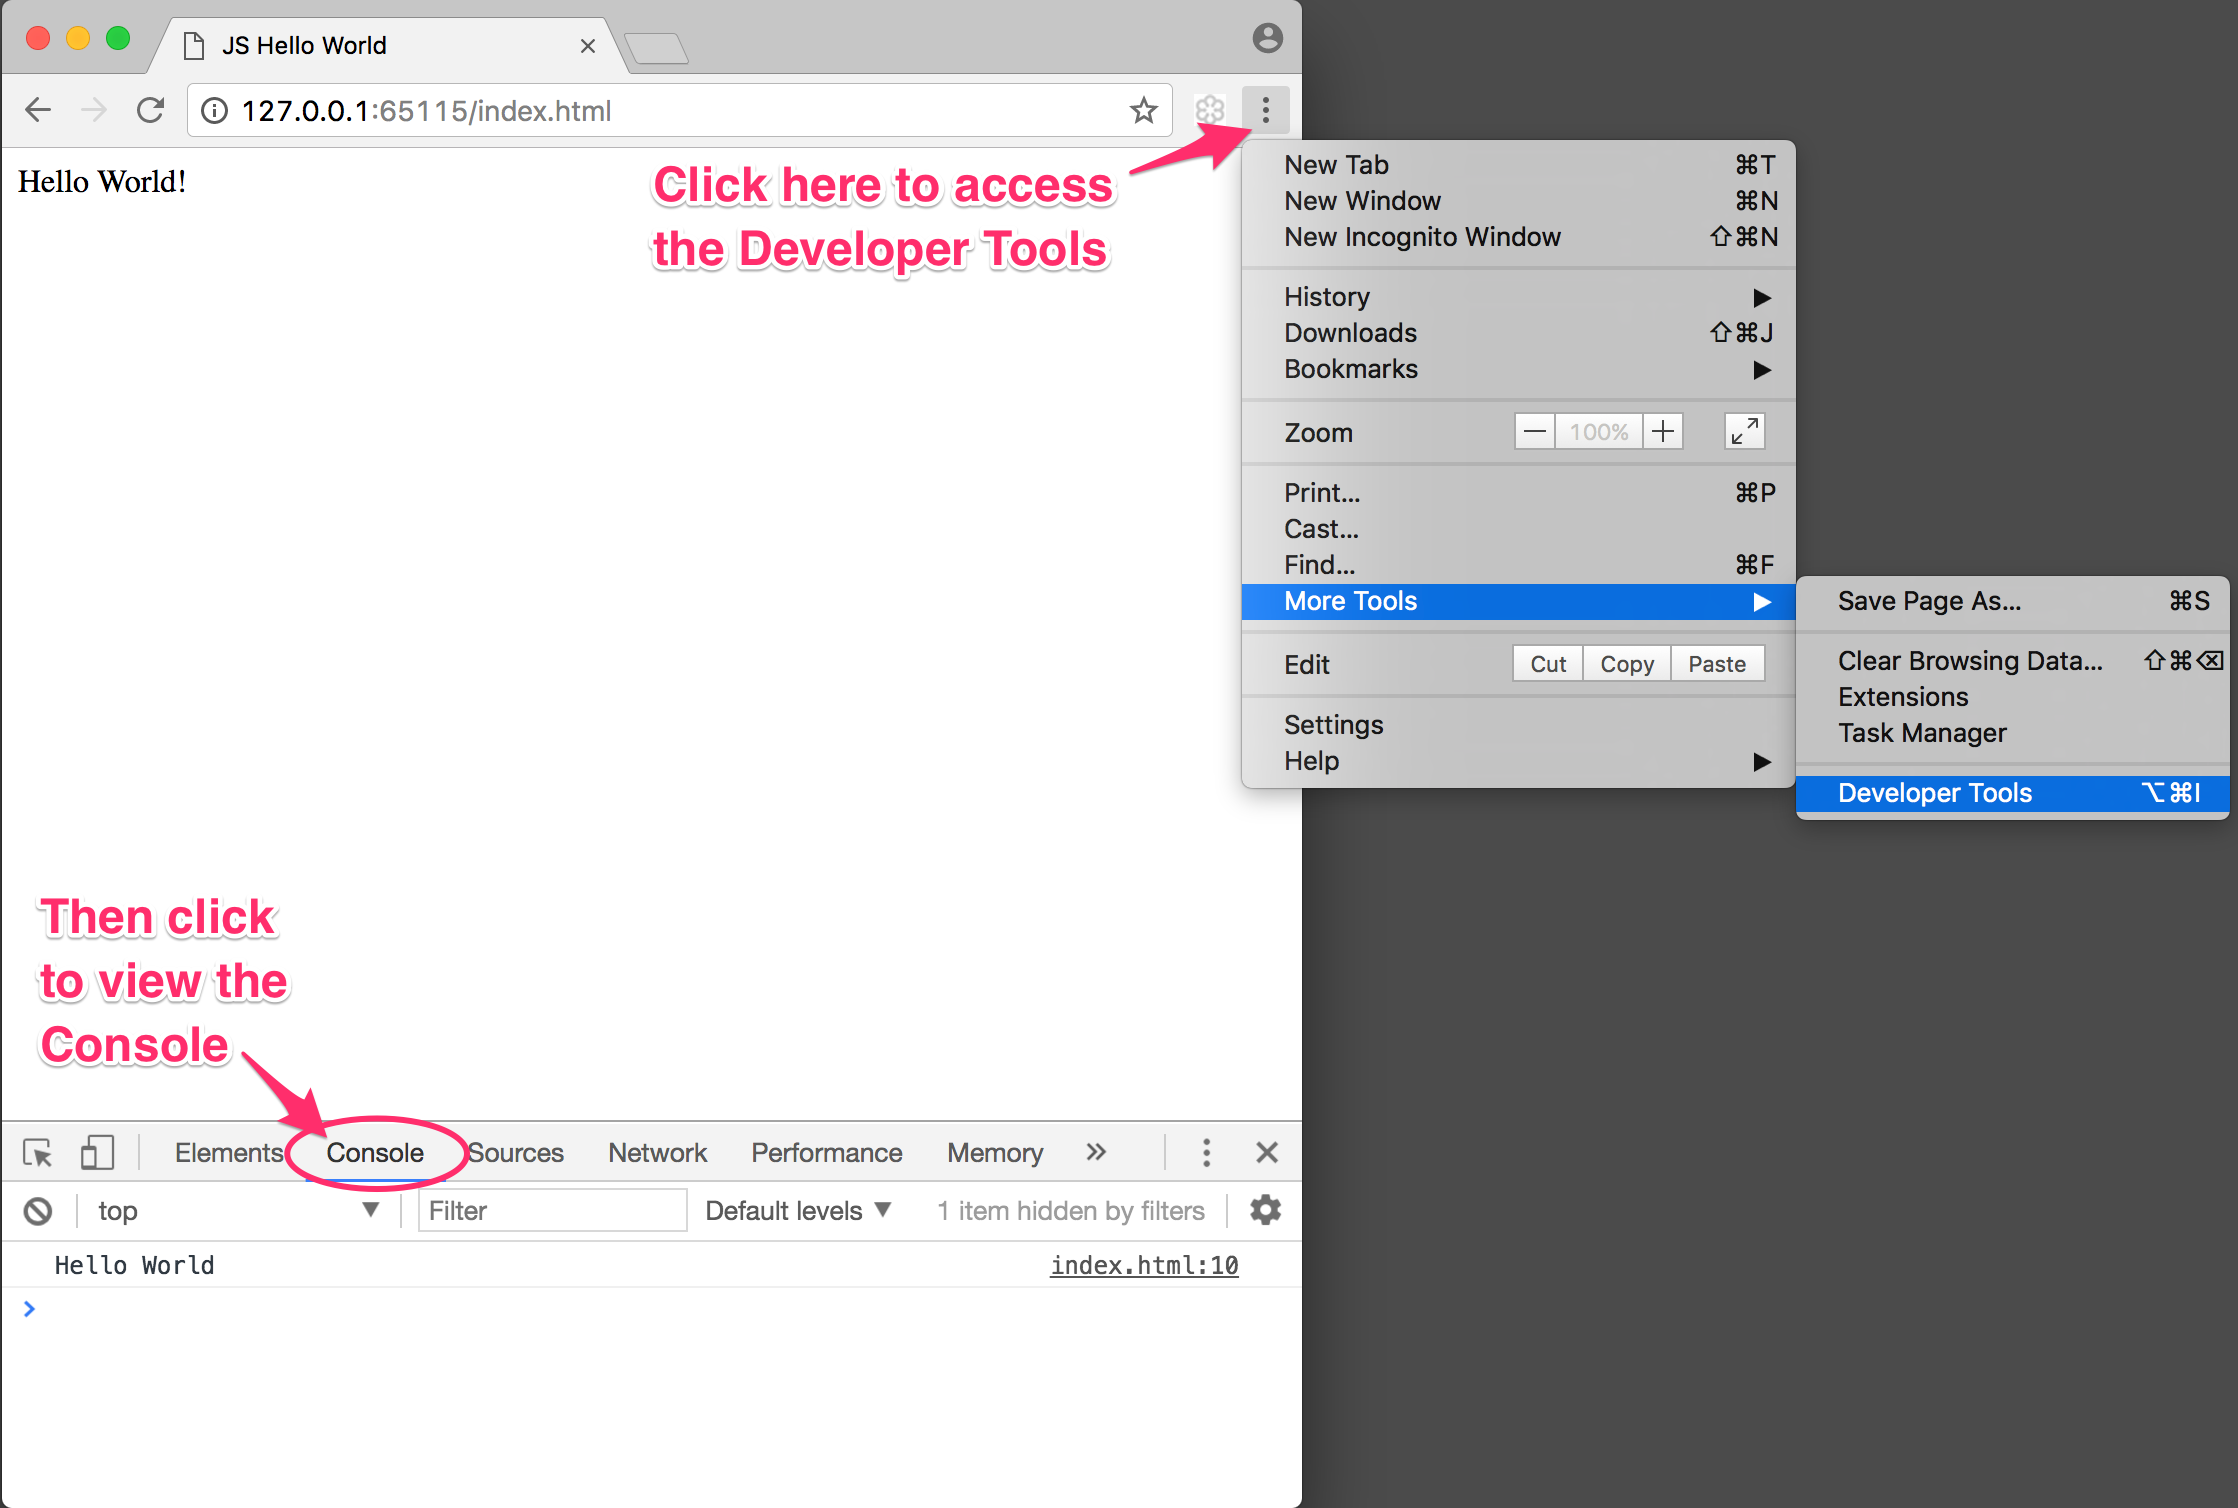 JS Hello World
127.0.0.1:65115/index.html
Hello World!
Click here to access
the Developer Tools
New Tab ⌘T
New Window ⌘N
New Incognito Window ⇧⌘N
History ▶
Downloads ⇧⌘J
Bookmarks ▶
Zoom — 100% +
Print... ⌘P
Cast...
Find... ⌘F
More Tools ▶
Edit Cut Copy Paste
Settings
Help ▶
Save Page As... ⌘S
Clear Browsing Data... ⇧⌘⌫
Extensions
Task Manager
Developer Tools ⌥⌘I
Then click
to view the
Console
Elements Console Sources Network Performance Memory »
top ▼ Filter Default levels ▼ 1 item hidden by filters
Hello World index.html:10
>